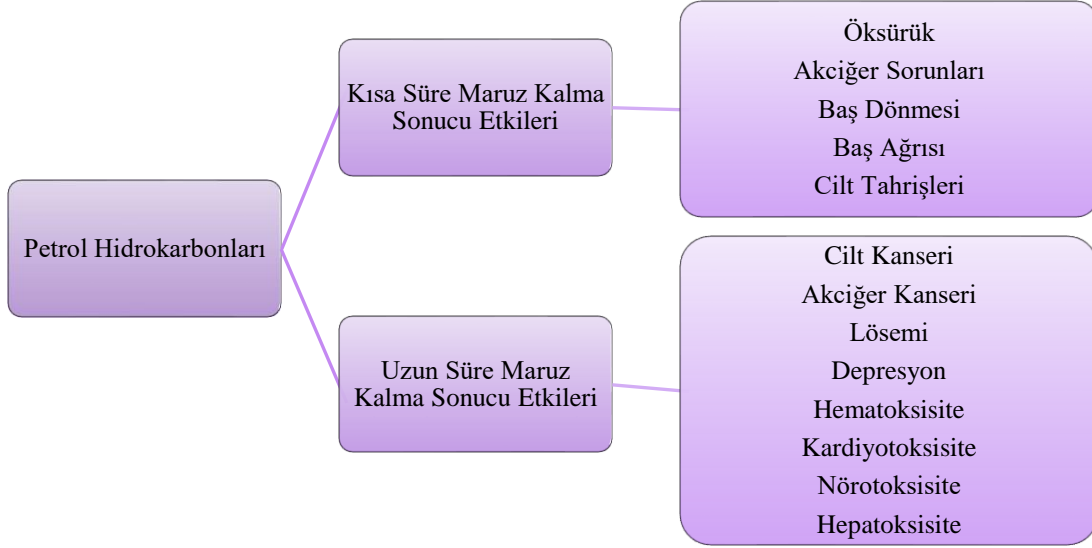 Petrol Hidrokarbonları
Kısa Süre Maruz Kalma
Sonucu Etkileri
Öksürük
Akciğer Sorunları
Baş Dönmesi
Baş Ağrısı
Cilt Tahrişleri
Uzun Süre Maruz
Kalma Sonucu Etkileri
Cilt Kanseri
Akciğer Kanseri
Lösemi
Depresyon
Hematoksisite
Kardiyotoksisite
Nörotoksisite
Hepatoksisite